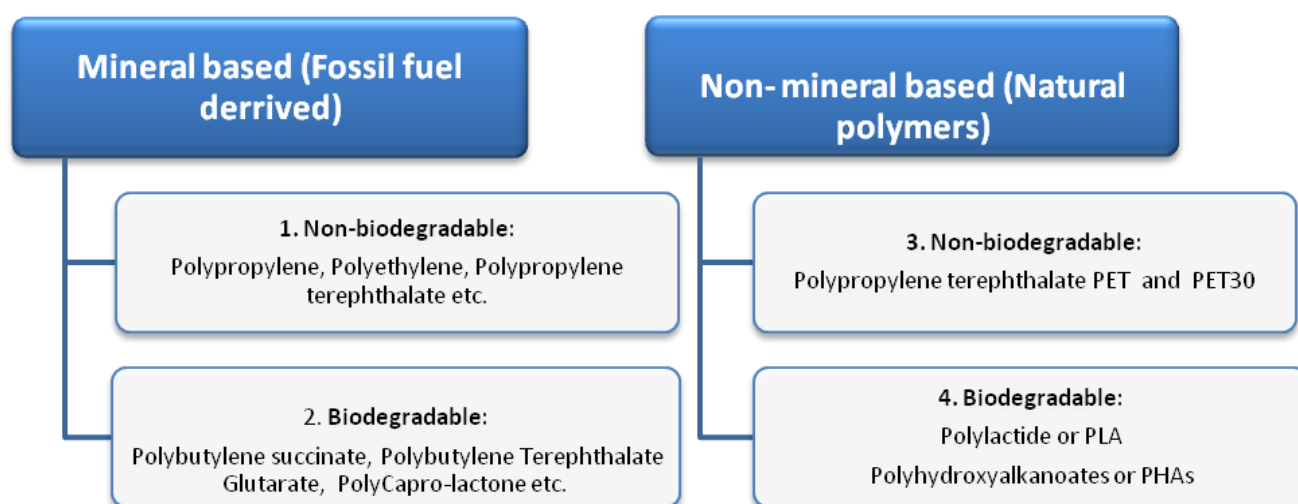 Mineral based (Fossil fuel
derrived)
1. Non-biodegradable:
Polypropylene, Polyethylene, Polypropylene
terephthalate etc.
2. Biodegradable:
Polybutylene succinate, Polybutylene Terephthalate
Glutarate, PolyCapro-lactone etc.
Non- mineral based (Natural
polymers)
3. Non-biodegradable:
Polypropylene terephthalate PET and PET30
4. Biodegradable:
Polylactide or PLA
Polyhydroxyalkanoates or PHAs